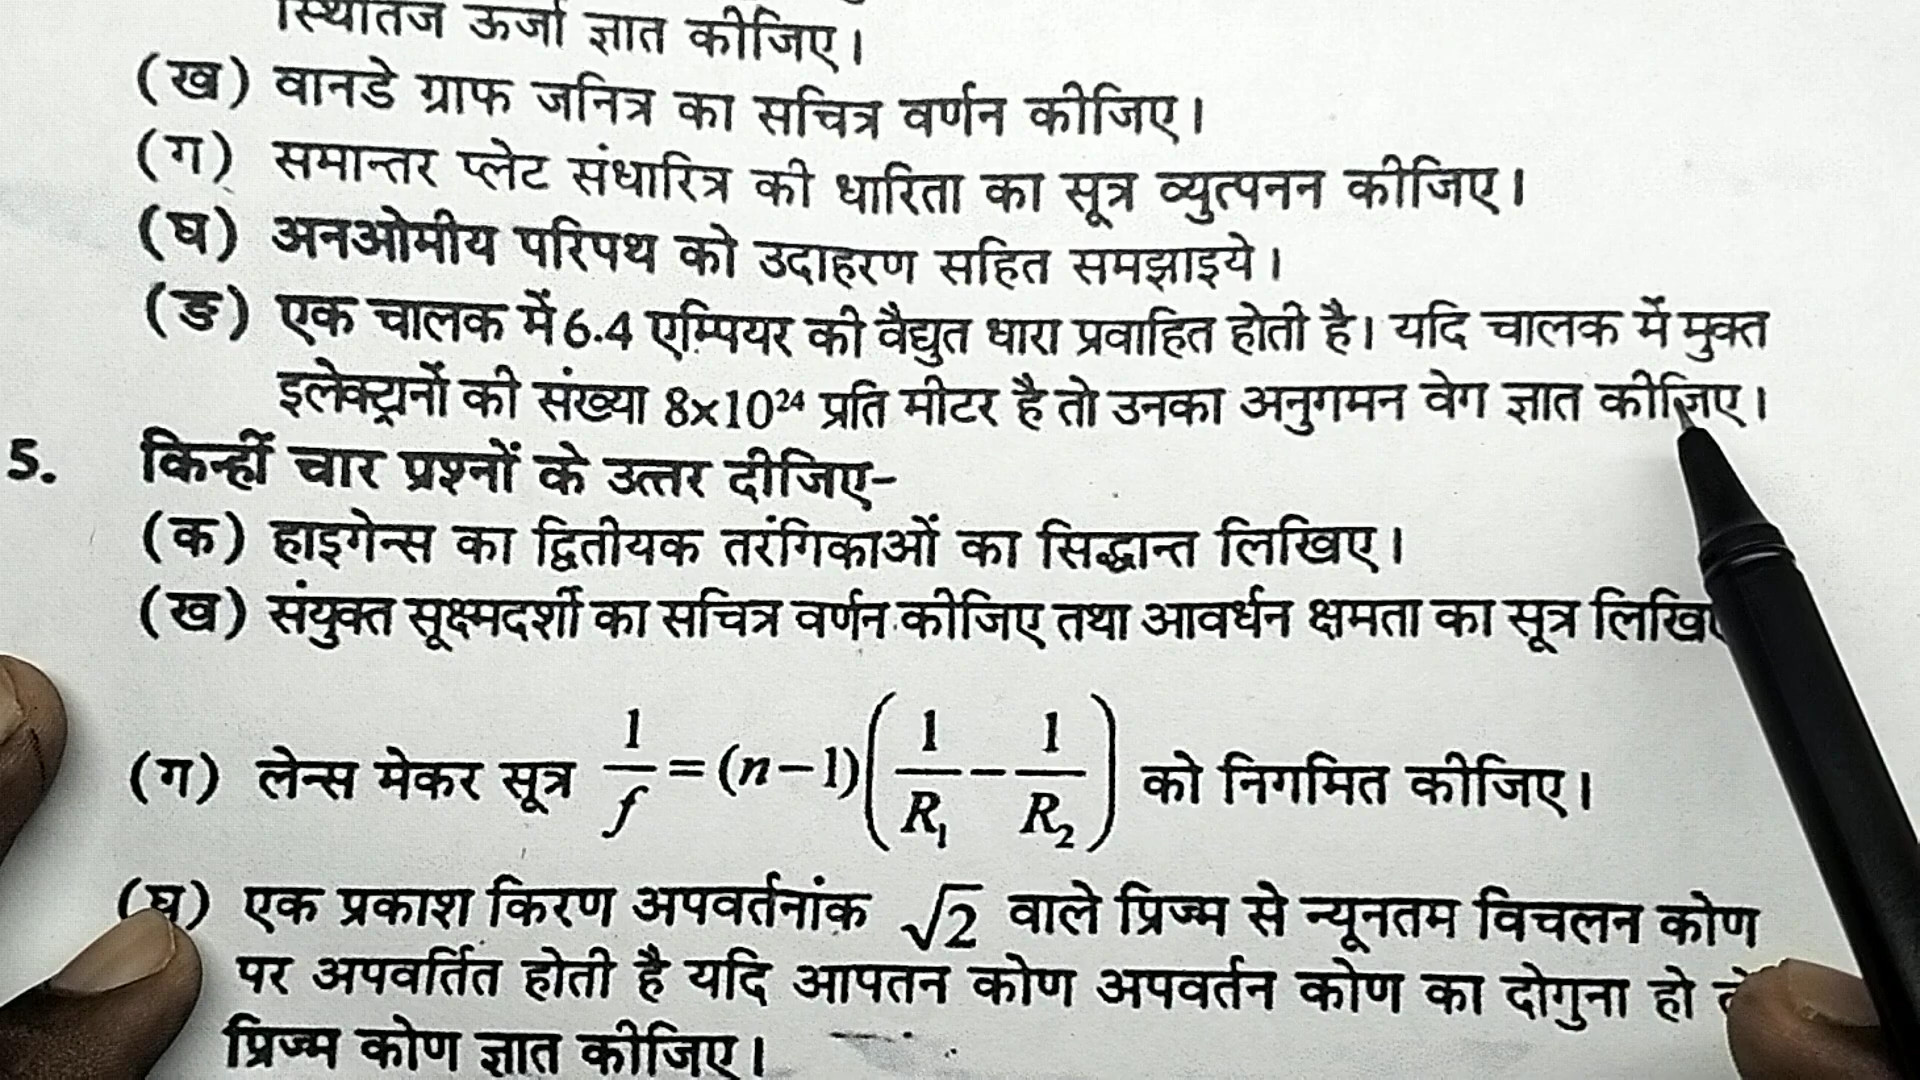 स्थितिज ऊर्जा ज्ञात कीजिए।
(ख) वानडे ग्राफ जनित्र का सचित्र वर्णन कीजिए।
(ग) समान्तर प्लेट संधारित्र की धारिता का सूत्र व्युत्पनन कीजिए।
(घ) अनओमीय परिपथ को उदाहरण सहित समझाइये।
(ङ) एक चालक में 6.4 एम्पियर की वैद्युत धारा प्रवाहित होती है। यदि चालक में मुक्त
इलेक्ट्रानों की संख्या 8×10²⁴ प्रति मीटर है तो उनका अनुगमन वेग ज्ञात कीजिए।
5. किन्हीं चार प्रश्नों के उत्तर दीजिए-
(क) हाइगेन्स का द्वितीयक तरंगिकाओं का सिद्धान्त लिखिए।
(ख) संयुक्त सूक्ष्मदर्शी का सचित्र वर्णन कीजिए तथा आवर्धन क्षमता का सूत्र
(ग) लेन्स मेकर सूत्र 1/f = (n−1)(1/R₁ − 1/R₂) को निगमित कीजिए।
(घ) एक प्रकाश किरण अपवर्तनांक √2 वाले प्रिज्म से न्यूनतम विचलन कोण
पर अपवर्तित होती है यदि आपतन कोण अपवर्तन कोण का दोगुना हो
प्रिज्म कोण ज्ञात कीजिए।